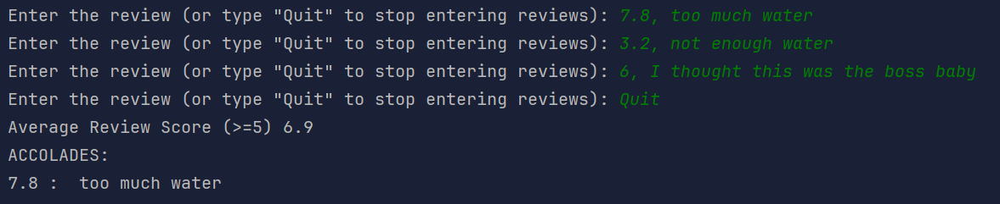 Enter the review (or type "Quit" to stop entering reviews): 7.8, too much water
Enter the review (or type "Quit" to stop entering reviews): 3.2, not enough water
Enter the review (or type "Quit" to stop entering reviews): 6, I thought this was the boss baby
Enter the review (or type "Quit" to stop entering reviews): Quit
Average Review Score (>=5) 6.9
ACCOLADES:
7.8 :  too much water